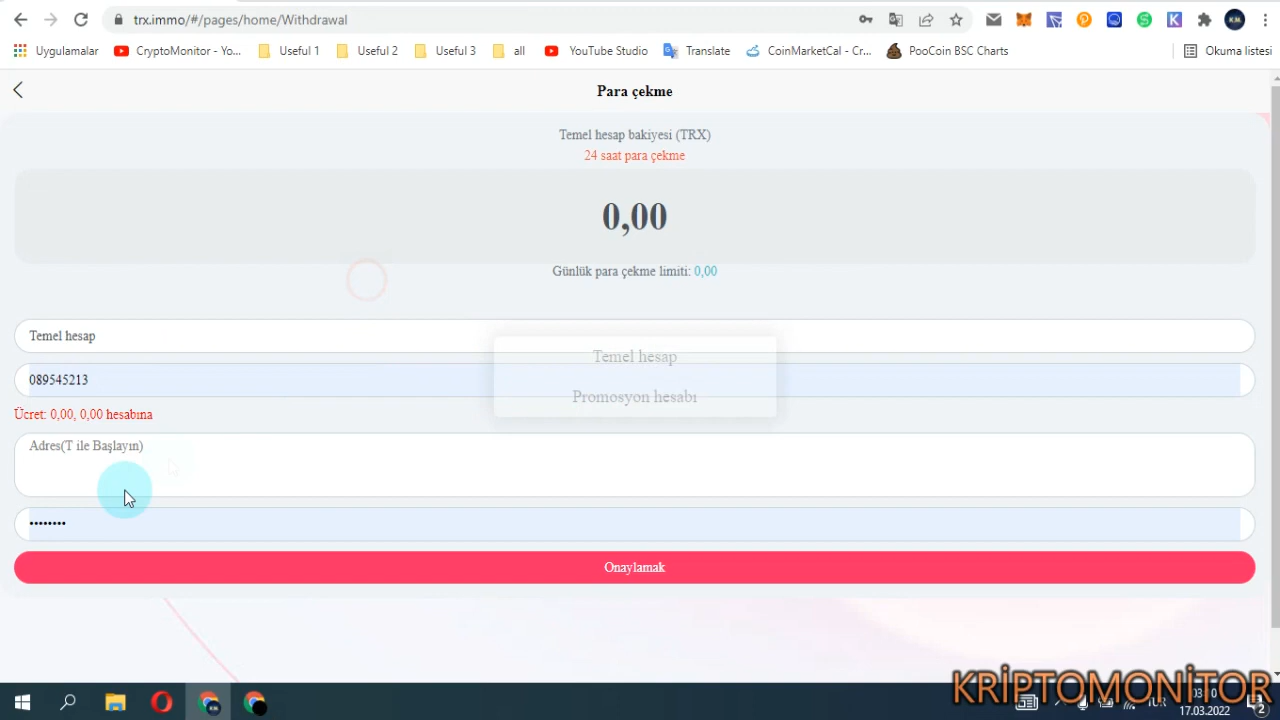 trx.immo/#/pages/home/Withdrawal
KM
Uygulamalar
CryptoMonitor - Yo...
Useful 1
Useful 2
Useful 3
all
YouTube Studio
Translate
CoinMarketCal - Cr...
PooCoin BSC Charts
Okuma listesi
Para çekme
Temel hesap bakiyesi (TRX)
24 saat para çekme
0,00
Günlük para çekme limiti: 0,00
Temel hesap
Temel hesap
089545213
Promosyon hesabı
Ücret: 0,00, 0,00 hesabına
Adres(T ile Başlayın)
••••••••
Onaylamak
KRİPTOMONİTOR
TUR
17.03.2022
2